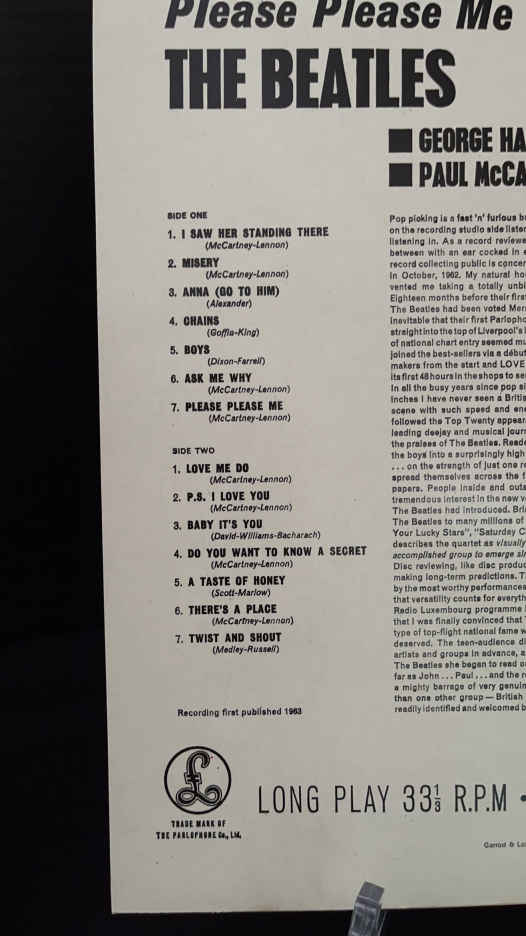 Please Please Me
THE BEATLES
GEORGE HA
PAUL McCA
SIDE ONE
1. I SAW HER STANDING THERE
(McCartney-Lennon)
2. MISERY
(McCartney-Lennon)
3. ANNA (GO TO HIM)
(Alexander)
4. CHAINS
(Goffin-King)
5. BOYS
(Dixon-Farrell)
6. ASK ME WHY
(McCartney-Lennon)
7. PLEASE PLEASE ME
(McCartney-Lennon)
SIDE TWO
1. LOVE ME DO
(McCartney-Lennon)
2. P.S. I LOVE YOU
(McCartney-Lennon)
3. BABY IT'S YOU
(David-Williams-Bacharach)
4. DO YOU WANT TO KNOW A SECRET
(McCartney-Lennon)
5. A TASTE OF HONEY
(Scott-Marlow)
6. THERE'S A PLACE
(McCartney-Lennon)
7. TWIST AND SHOUT
(Medley-Russell)
Recording first published 1963
Pop picking is a fast 'n' furious b
on the recording studio side liste
listening in. As a record reviewe
between with an ear cocked in e
record collecting public is concer
in October, 1962. My natural ho
vented me taking a totally unbi
Eighteen months before their firs
The Beatles had been voted Mer
inevitable that their first Parloph
straight into the top of Liverpool's
of national chart entry seemed mu
joined the best-sellers via a début
makers from the start and LOVE
its first 48 hours in the shops to se
In all the busy years since pop si
inches I have never seen a Britis
scene with such speed and ene
followed the Top Twenty appear
leading deejay and musical jour
the praises of The Beatles. Reade
the boys into a surprisingly high
... on the strength of just one re
spread themselves across the f
papers. People inside and outs
tremendous interest in the new v
The Beatles had introduced. Bri
The Beatles to many millions of
Your Lucky Stars", "Saturday C
describes the quartet as visually
accomplished group to emerge si
Disc reviewing, like disc produc
making long-term predictions. T
by the most worthy performances
that versatility counts for everyth
Radio Luxembourg programme
that I was finally convinced that
type of top-flight national fame w
deserved. The teen-audience di
artists and groups in advance, a
The Beatles she began to read o
far as John ... Paul ... and the r
a mighty barrage of very genuin
than one other group — British
readily identified and welcomed b
£
TRADE MARK OF
THE PARLOPHONE Co., Ltd.
LONG PLAY 33⅓ R.P.M •
Garrod & Lo